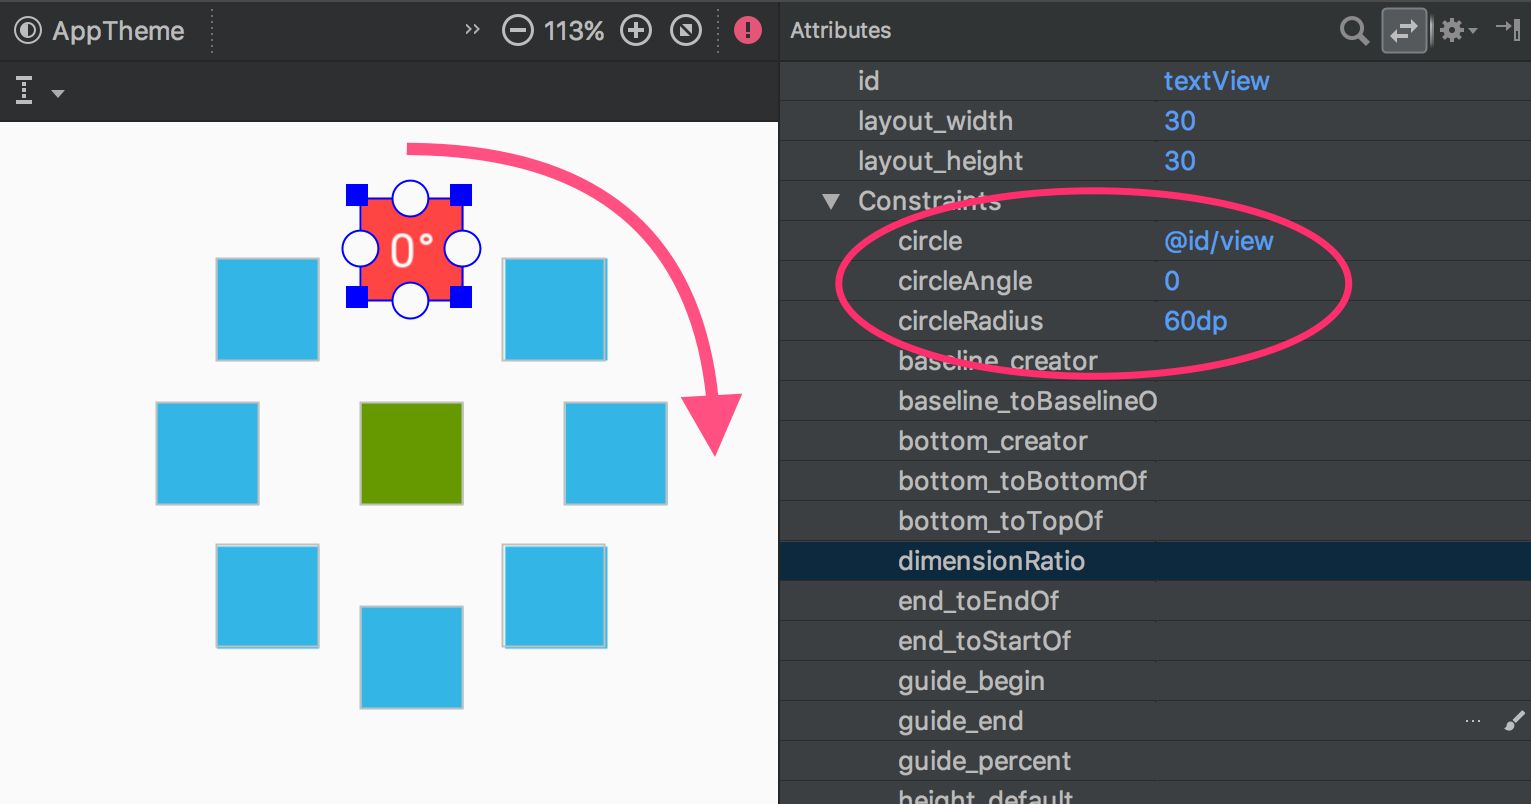 AppTheme
113%
Attributes
0°
id textView
layout_width 30
layout_height 30
Constraints
circle @id/view
circleAngle 0
circleRadius 60dp
baseline_creator
baseline_toBaselineO
bottom_creator
bottom_toBottomOf
bottom_toTopOf
dimensionRatio
end_toEndOf
end_toStartOf
guide_begin
guide_end ...
guide_percent
height_default